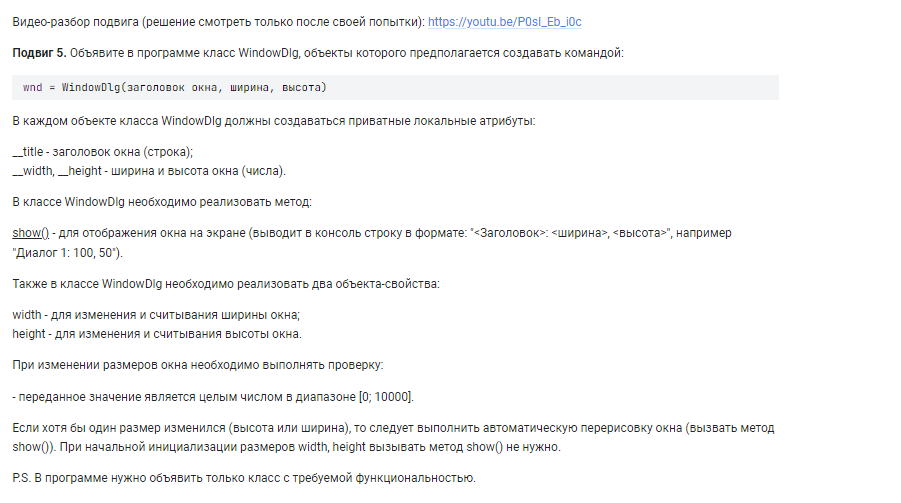 Видео-разбор подвига (решение смотреть только после своей попытки): https://youtu.be/P0sI_Eb_i0c
Подвиг 5. Объявите в программе класс WindowDlg, объекты которого предполагается создавать командой:
wnd = WindowDlg(заголовок окна, ширина, высота)
В каждом объекте класса WindowDlg должны создаваться приватные локальные атрибуты:
__title - заголовок окна (строка);
__width, __height - ширина и высота окна (числа).
В классе WindowDlg необходимо реализовать метод:
show() - для отображения окна на экране (выводит в консоль строку в формате: "<Заголовок>: <ширина>, <высота>", например
"Диалог 1: 100, 50").
Также в классе WindowDlg необходимо реализовать два объекта-свойства:
width - для изменения и считывания ширины окна;
height - для изменения и считывания высоты окна.
При изменении размеров окна необходимо выполнять проверку:
- переданное значение является целым числом в диапазоне [0; 10000].
Если хотя бы один размер изменился (высота или ширина), то следует выполнить автоматическую перерисовку окна (вызвать метод
show()). При начальной инициализации размеров width, height вызывать метод show() не нужно.
P.S. В программе нужно объявить только класс с требуемой функциональностью.